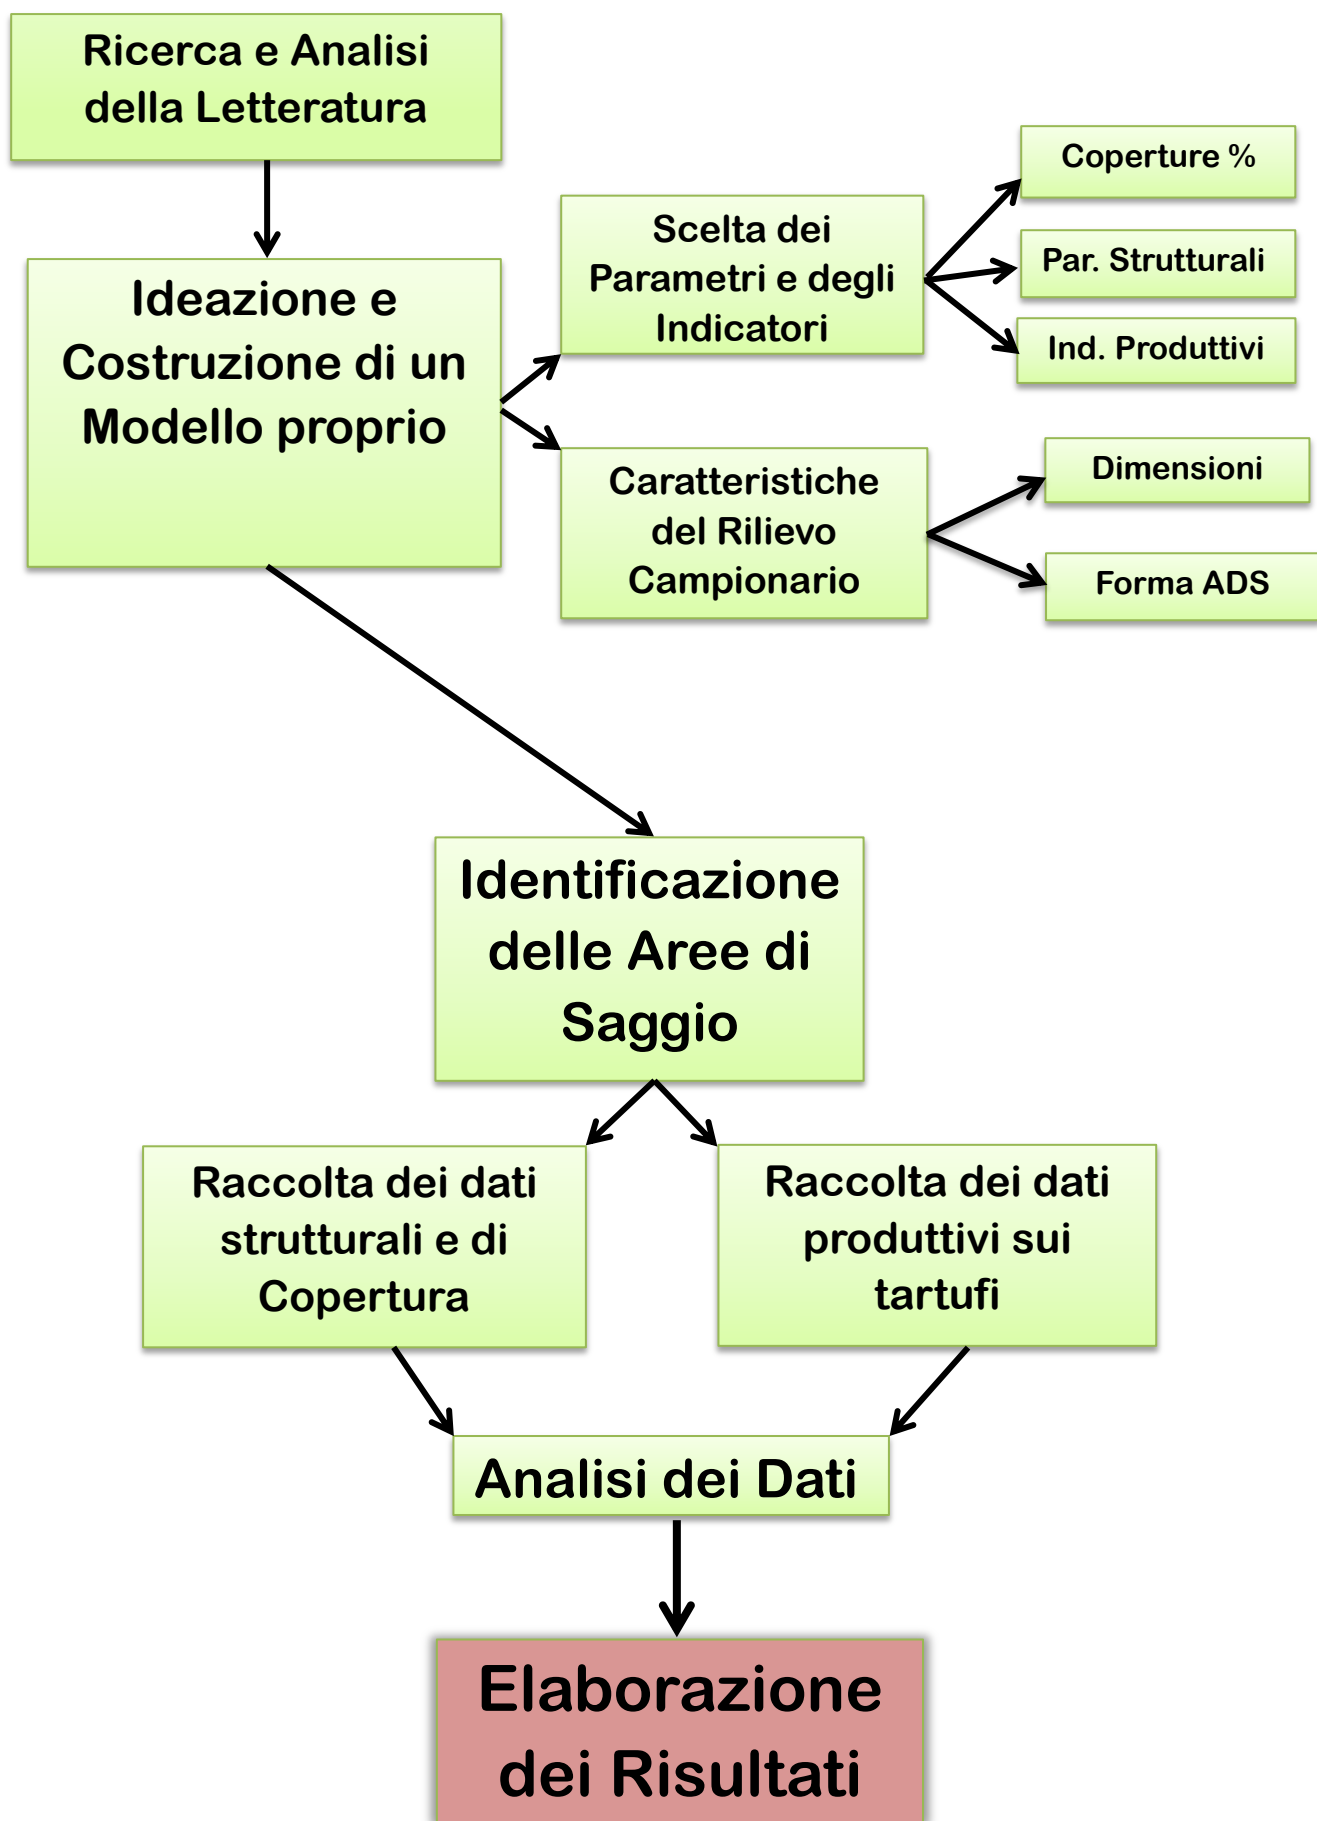 Ricerca e Analisi
della Letteratura
Ideazione e
Costruzione di un
Modello proprio
Scelta dei
Parametri e degli
Indicatori
Coperture %
Par. Strutturali
Ind. Produttivi
Caratteristiche
del Rilievo
Campionario
Dimensioni
Forma ADS
Identificazione
delle Aree di
Saggio
Raccolta dei dati
strutturali e di
Copertura
Raccolta dei dati
produttivi sui
tartufi
Analisi dei Dati
Elaborazione
dei Risultati